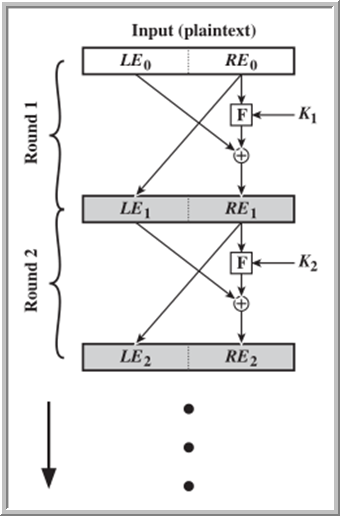 Input (plaintext)
LE₀ RE₀
Round 1
F K₁
+
LE₁ RE₁
Round 2
F K₂
+
LE₂ RE₂